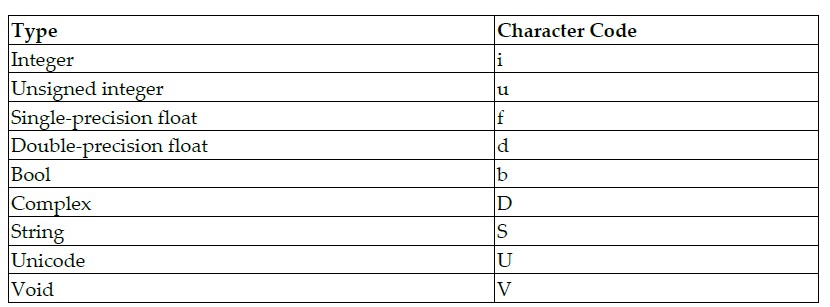 Type Character Code
Integer i
Unsigned integer u
Single-precision float f
Double-precision float d
Bool b
Complex D
String S
Unicode U
Void V